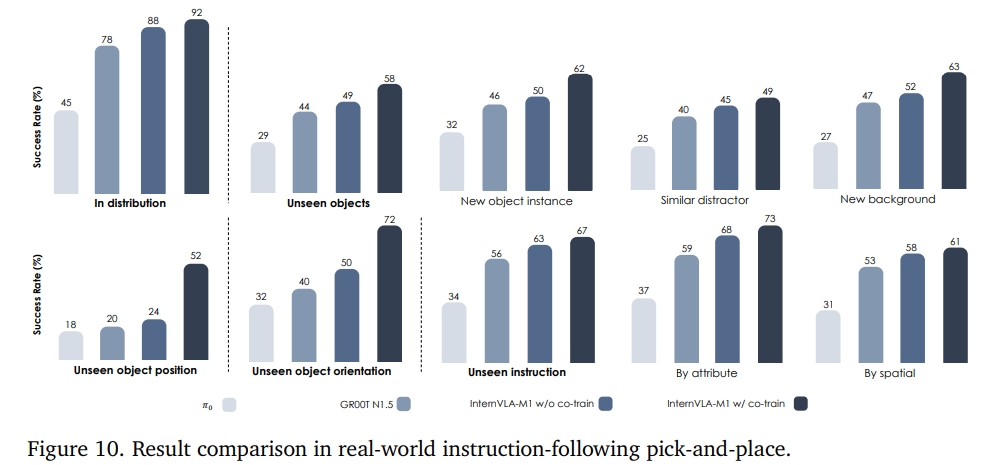 45 78 88 92
29 44 49 58
32 46 50 62
25 40 45 49
27 47 52 63
Success Rate (%)
In distribution
Unseen objects
New object instance
Similar distractor
New background
18 20 24 52
32 40 50 72
34 56 63 67
37 59 68 73
31 53 58 61
Success Rate (%)
Unseen object position
Unseen object orientation
Unseen instruction
By attribute
By spatial
π₀
GR00T N1.5
InternVLA-M1 w/o co-train
InternVLA-M1 w/ co-train
Figure 10. Result comparison in real-world instruction-following pick-and-place.